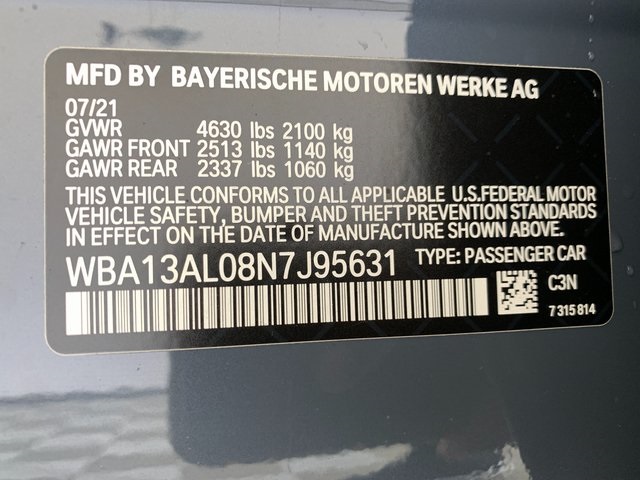 MFD BY BAYERISCHE MOTOREN WERKE AG
07/21
GVWR 4630 lbs 2100 kg
GAWR FRONT 2513 lbs 1140 kg
GAWR REAR 2337 lbs 1060 kg
THIS VEHICLE CONFORMS TO ALL APPLICABLE U.S.FEDERAL MOTOR
VEHICLE SAFETY, BUMPER AND THEFT PREVENTION STANDARDS
IN EFFECT ON THE DATE OF MANUFACTURE SHOWN ABOVE.
WBA13AL08N7J95631 TYPE: PASSENGER CAR
C3N
7 315 814